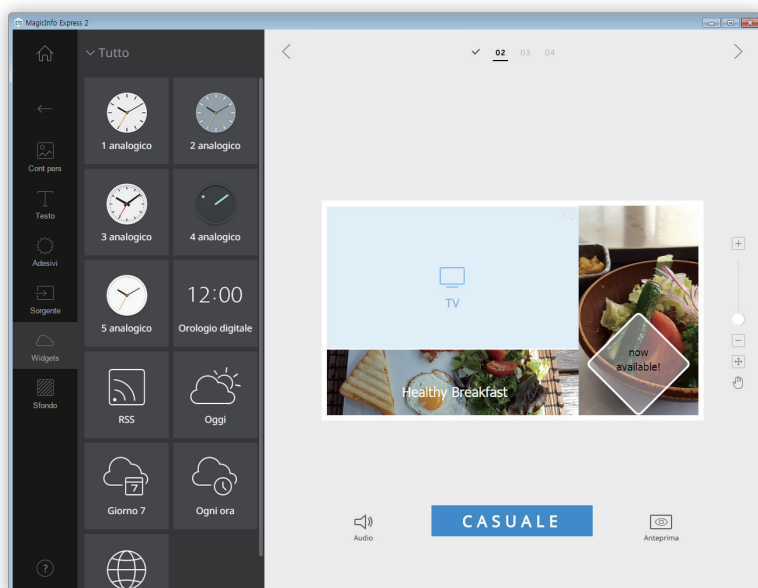 MagicInfo Express 2
Tutto
02 03 04
Cont pers
Testo
Adesivi
Sorgente
Widgets
Sfondo
?
1 analogico
2 analogico
3 analogico
4 analogico
5 analogico
12:00
Orologio digitale
RSS
Oggi
7
Giorno 7
Ogni ora
TV
Healthy Breakfast
now
available!
Audio
CASUALE
Anteprima